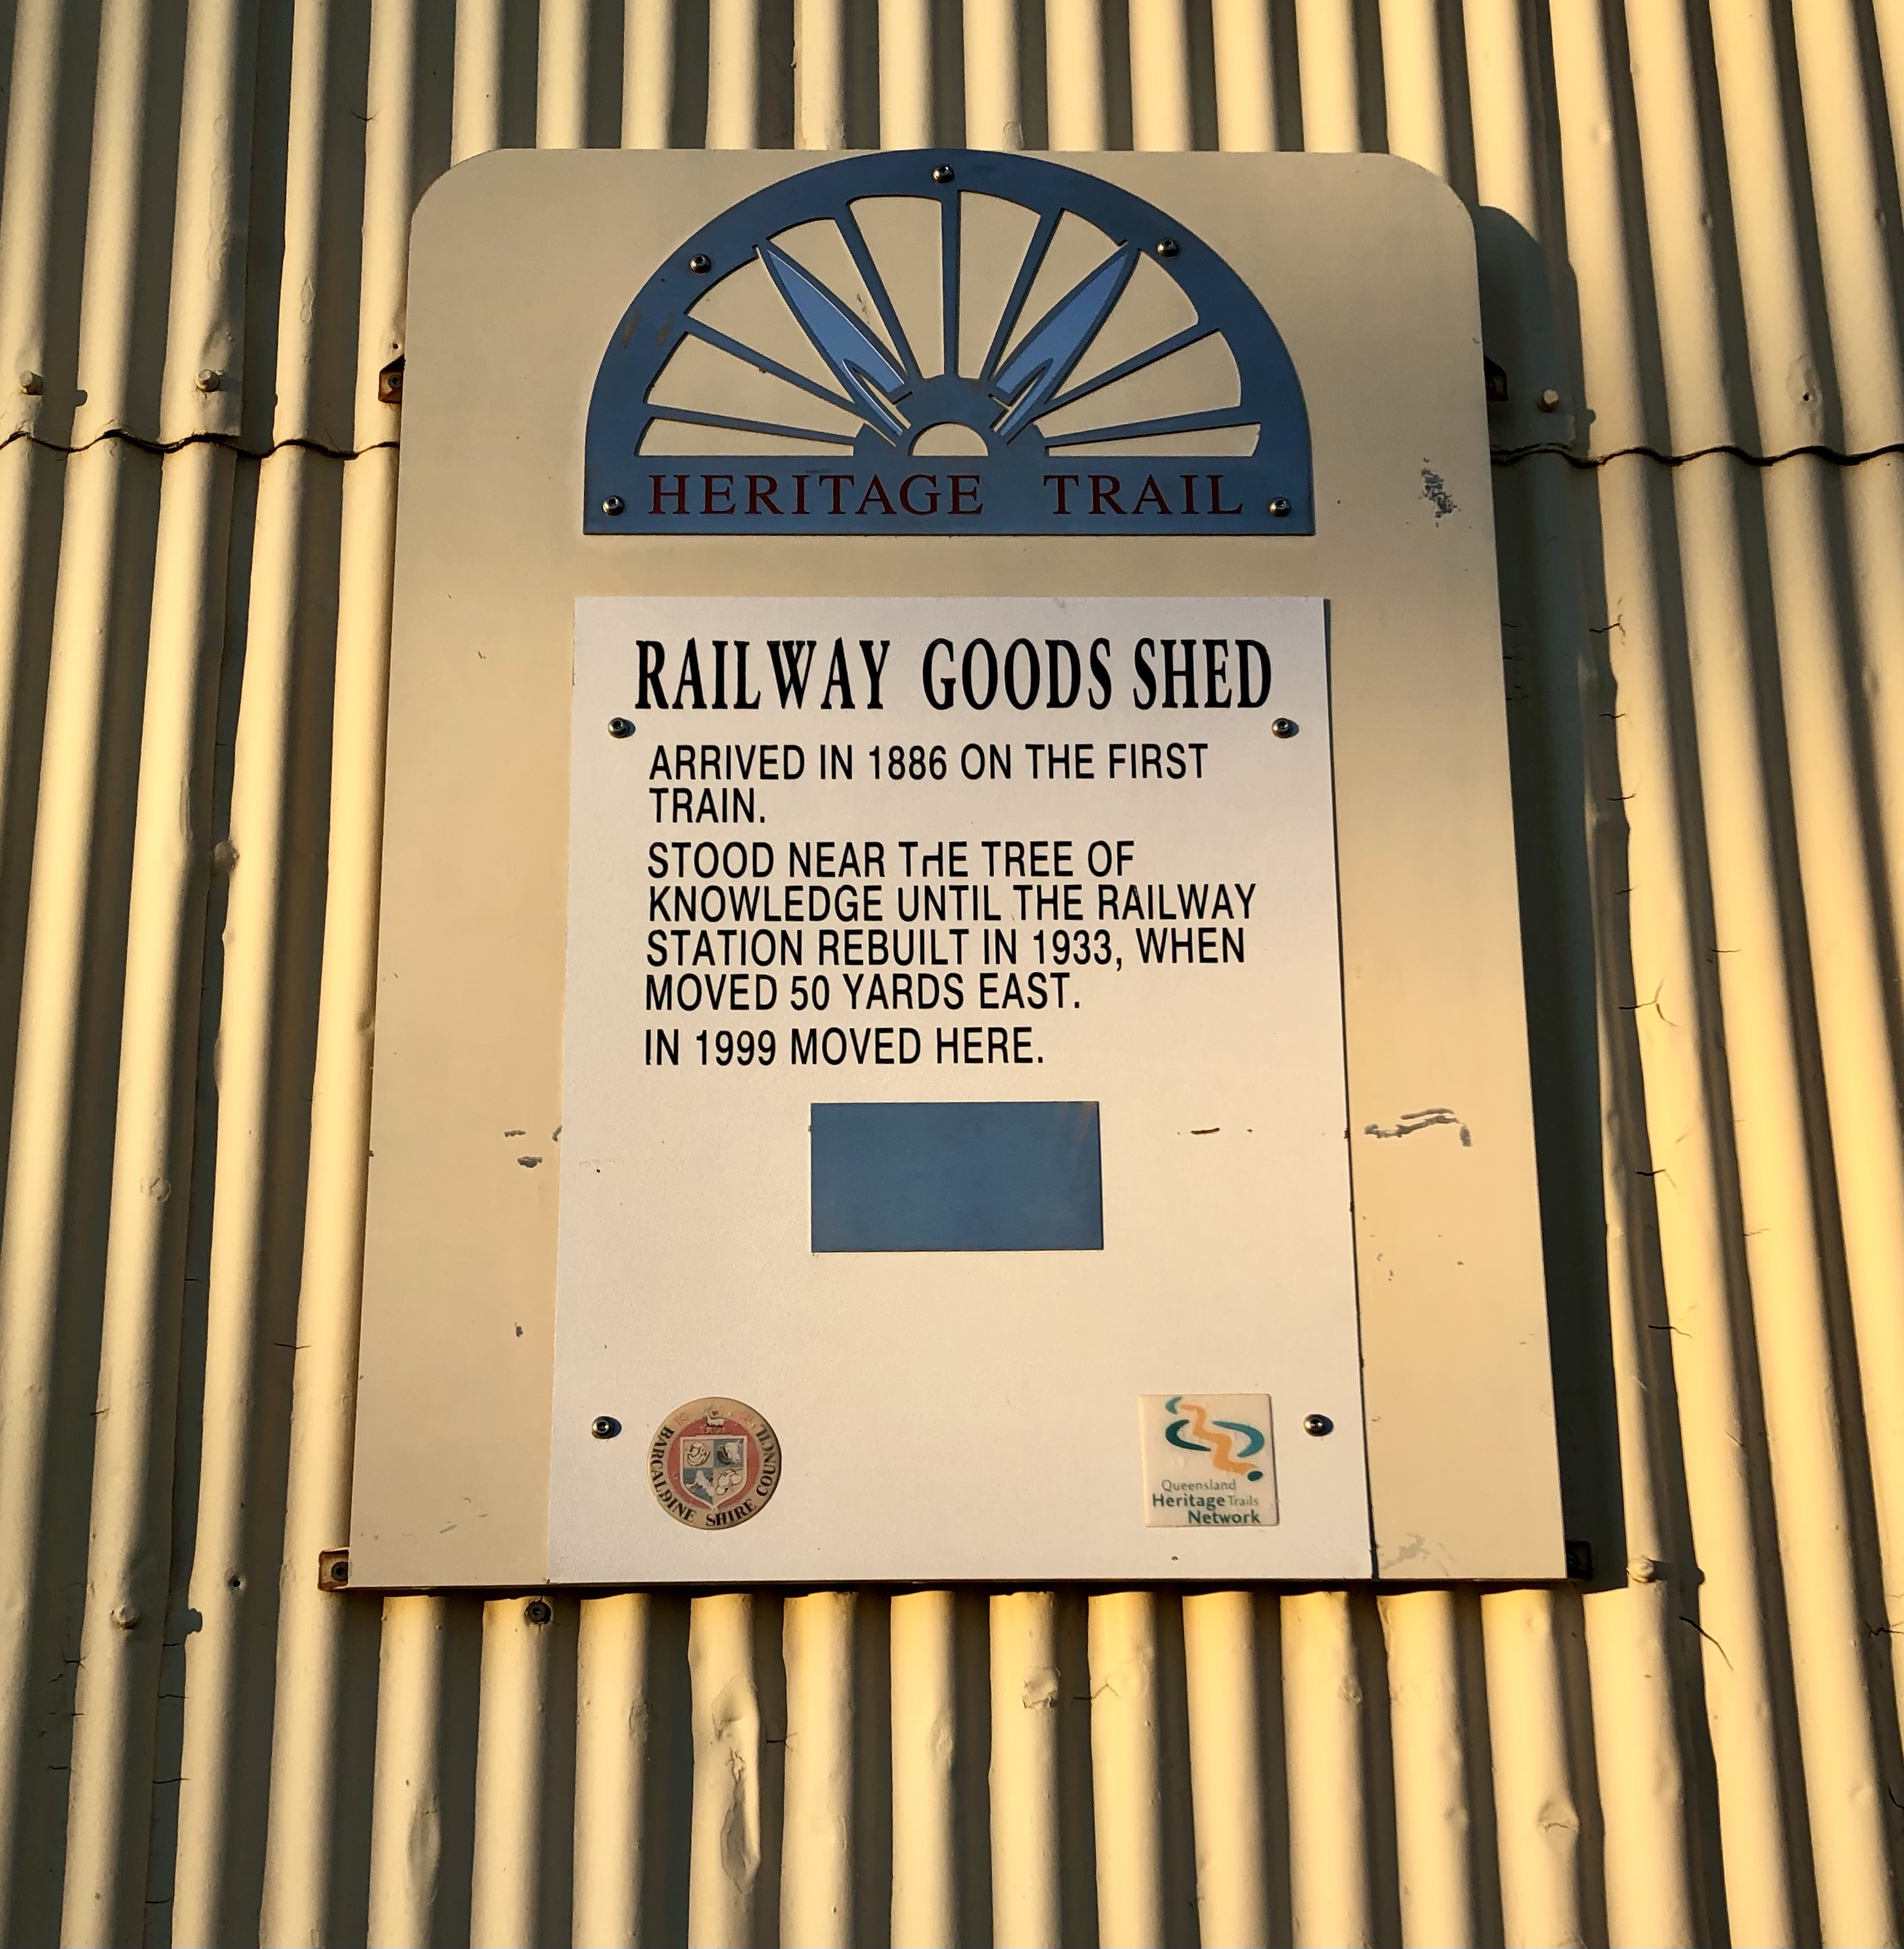 HERITAGE TRAIL
RAILWAY GOODS SHED
ARRIVED IN 1886 ON THE FIRST
TRAIN.
STOOD NEAR THE TREE OF
KNOWLEDGE UNTIL THE RAILWAY
STATION REBUILT IN 1933, WHEN
MOVED 50 YARDS EAST.
IN 1999 MOVED HERE.
BARCALDINE SHIRE COUNCIL
Queensland
Heritage Trails
Network